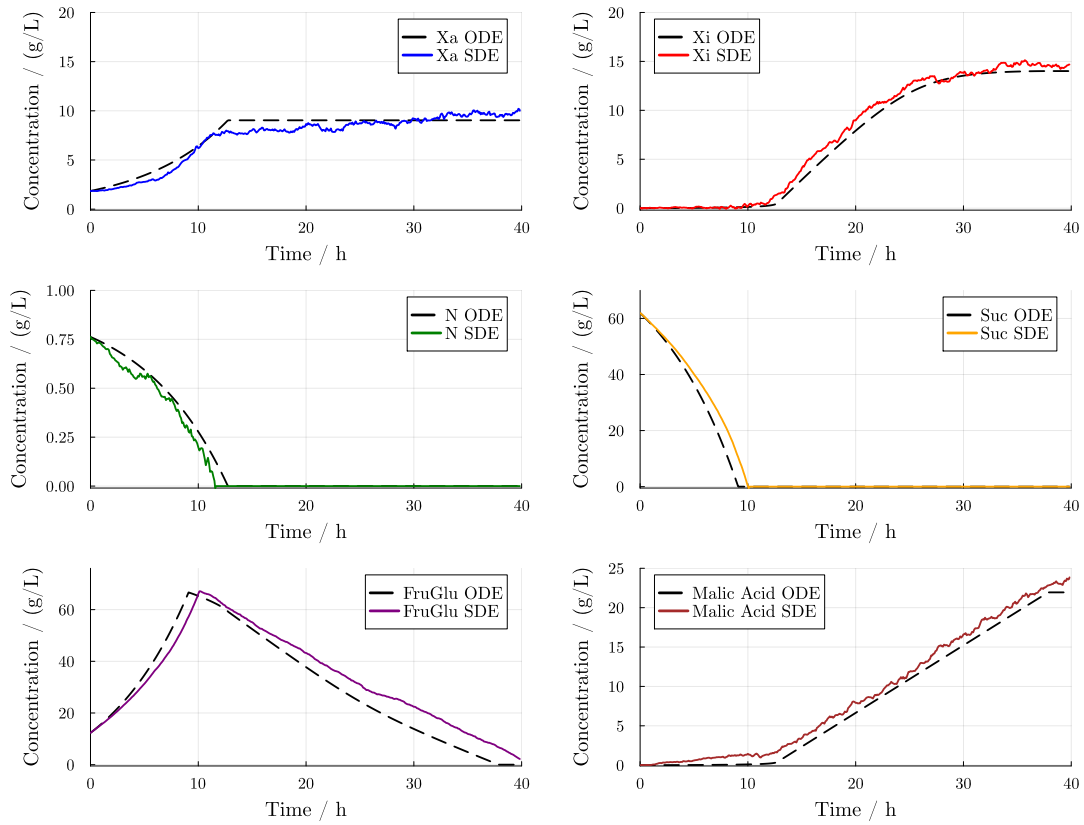 Concentration / (g/L)
20
15
10
5
0
Xa ODE
Xa SDE
0 10 20 30 40
Time / h
Concentration / (g/L)
20
15
10
5
0
Xi ODE
Xi SDE
0 10 20 30 40
Time / h
Concentration / (g/L)
1.00
0.75
0.50
0.25
0.00
N ODE
N SDE
0 10 20 30 40
Time / h
Concentration / (g/L)
60
40
20
0
Suc ODE
Suc SDE
0 10 20 30 40
Time / h
Concentration / (g/L)
60
40
20
0
FruGlu ODE
FruGlu SDE
0 10 20 30 40
Time / h
Concentration / (g/L)
25
20
15
10
5
0
Malic Acid ODE
Malic Acid SDE
0 10 20 30 40
Time / h